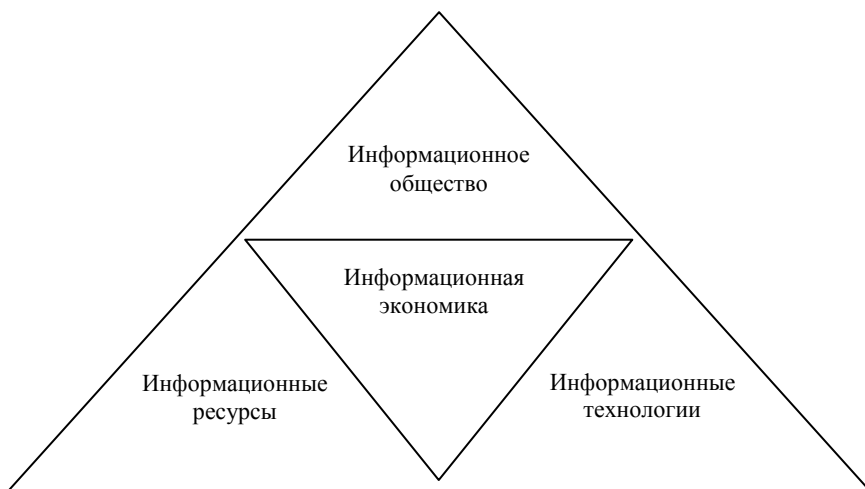 Информационное
общество
Информационная
экономика
Информационные
ресурсы
Информационные
технологии